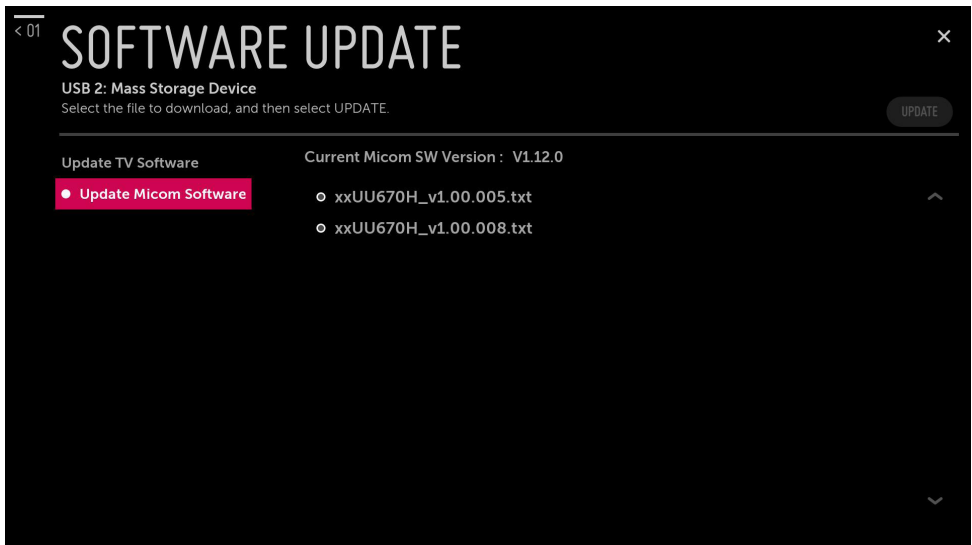 < 01
SOFTWARE UPDATE
USB 2: Mass Storage Device
Select the file to download, and then select UPDATE.
UPDATE
Update TV Software
Update Micom Software
Current Micom SW Version : V1.12.0
xxUU670H_v1.00.005.txt
xxUU670H_v1.00.008.txt